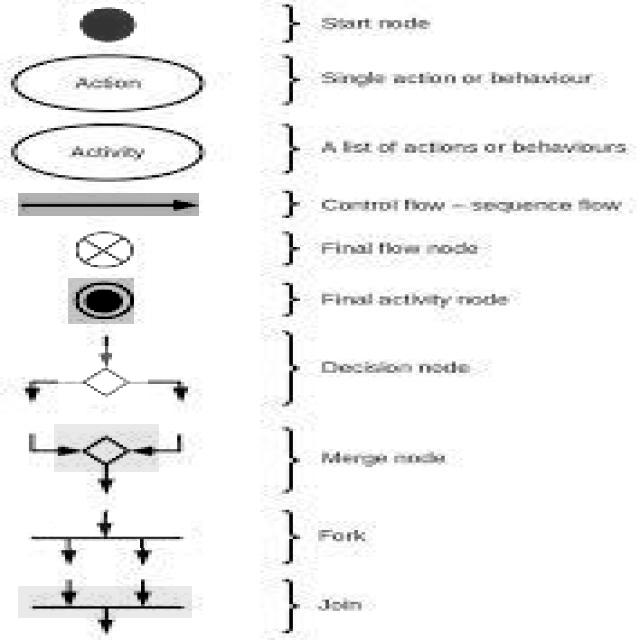 Start node
Action
Single action or behaviour
Activity
A list of actions or behaviours
Control flow – sequence flow
Final flow node
Final activity node
Decision node
Merge node
Fork
Join